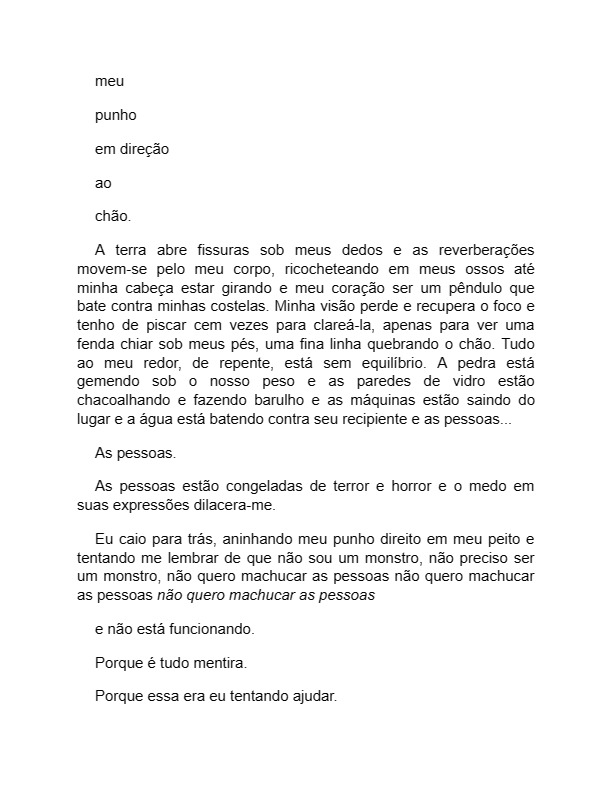 meu
punho
em direção
ao
chão.
A terra abre fissuras sob meus dedos e as reverberações
movem-se pelo meu corpo, ricocheteando em meus ossos até
minha cabeça estar girando e meu coração ser um pêndulo que
bate contra minhas costelas. Minha visão perde e recupera o foco e
tenho de piscar cem vezes para clareá-la, apenas para ver uma
fenda chiar sob meus pés, uma fina linha quebrando o chão. Tudo
ao meu redor, de repente, está sem equilíbrio. A pedra está
gemendo sob o nosso peso e as paredes de vidro estão
chacoalhando e fazendo barulho e as máquinas estão saindo do
lugar e a água está batendo contra seu recipiente e as pessoas...
As pessoas.
As pessoas estão congeladas de terror e horror e o medo em
suas expressões dilacera-me.
Eu caio para trás, aninhando meu punho direito em meu peito e
tentando me lembrar de que não sou um monstro, não preciso ser
um monstro, não quero machucar as pessoas não quero machucar
as pessoas não quero machucar as pessoas
e não está funcionando.
Porque é tudo mentira.
Porque essa era eu tentando ajudar.